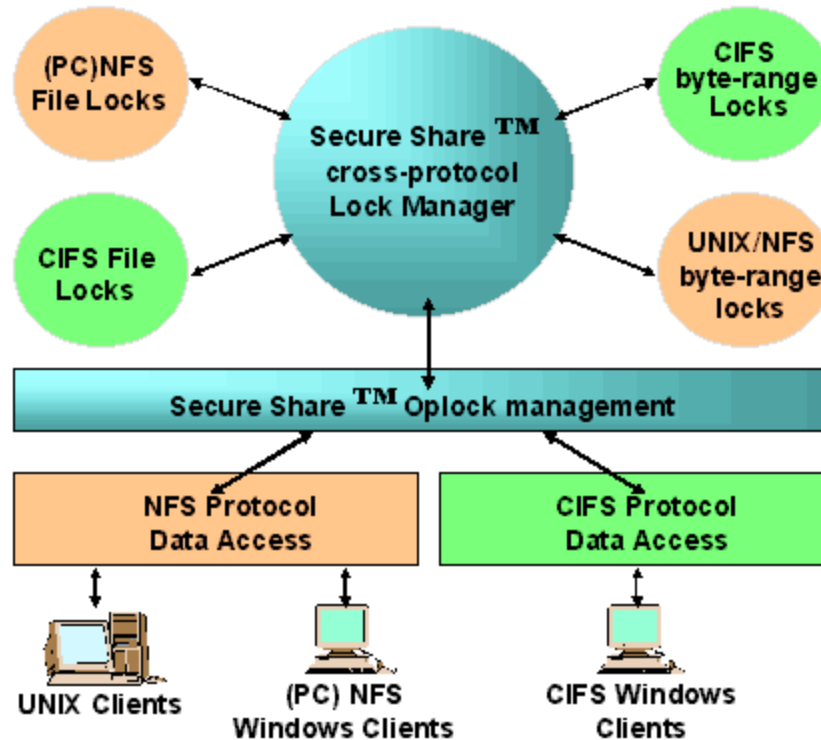 (PC)NFS
File Locks
CIFS
byte-range
Locks
Secure Share ™
cross-protocol
Lock Manager
CIFS File
Locks
UNIX/NFS
byte-range
locks
Secure Share ™ Oplock management
NFS Protocol
Data Access
CIFS Protocol
Data Access
UNIX Clients
(PC) NFS
Windows Clients
CIFS Windows
Clients